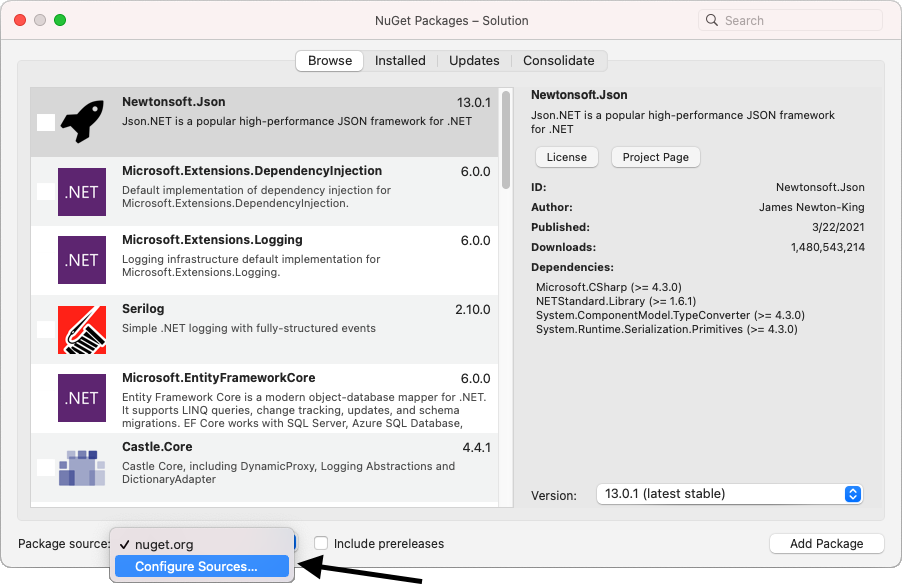 NuGet Packages – Solution
Search
Browse
Installed
Updates
Consolidate
Newtonsoft.Json
13.0.1
Json.NET is a popular high-performance JSON framework for .NET
.NET
Microsoft.Extensions.DependencyInjection
6.0.0
Default implementation of dependency injection for
Microsoft.Extensions.DependencyInjection.
.NET
Microsoft.Extensions.Logging
6.0.0
Logging infrastructure default implementation for
Microsoft.Extensions.Logging.
Serilog
2.10.0
Simple .NET logging with fully-structured events
.NET
Microsoft.EntityFrameworkCore
6.0.0
Entity Framework Core is a modern object-database mapper for .NET.
It supports LINQ queries, change tracking, updates, and schema
migrations. EF Core works with SQL Server, Azure SQL Database,
Castle.Core
4.4.1
Castle Core, including DynamicProxy, Logging Abstractions and
DictionaryAdapter
Newtonsoft.Json
Json.NET is a popular high-performance JSON framework
for .NET
License
Project Page
ID:
Newtonsoft.Json
Author:
James Newton-King
Published:
3/22/2021
Downloads:
1,480,543,214
Dependencies:
Microsoft.CSharp (>= 4.3.0)
NETStandard.Library (>= 1.6.1)
System.ComponentModel.TypeConverter (>= 4.3.0)
System.Runtime.Serialization.Primitives (>= 4.3.0)
Version:
13.0.1 (latest stable)
Package source:
✓ nuget.org
Configure Sources...
Include prereleases
Add Package